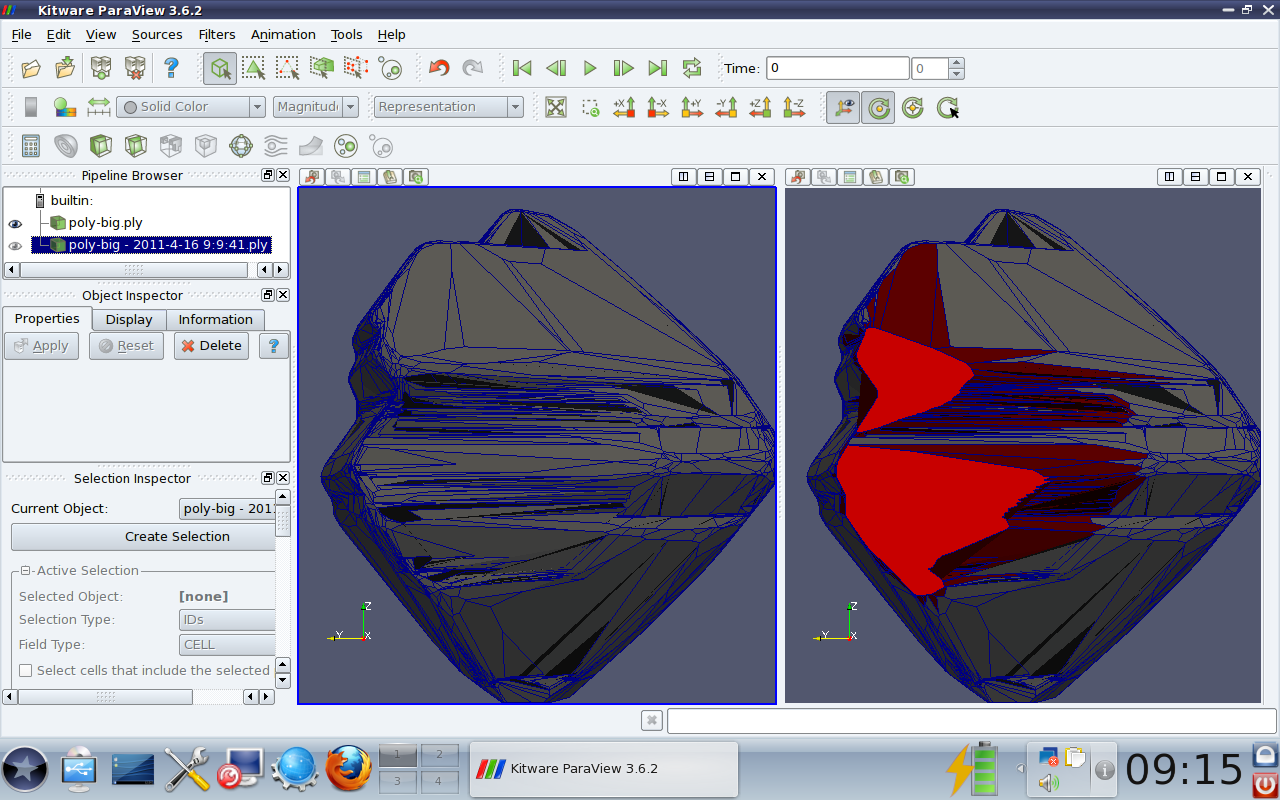 Kitware ParaView 3.6.2
File Edit View Sources Filters Animation Tools Help
? Time: 0 0
Solid Color Magnitud Representation +X -X +Y -Y +Z -Z
Pipeline Browser
builtin:
poly-big.ply
poly-big - 2011-4-16 9:9:41.ply
Object Inspector
Properties Display Information
Apply Reset Delete ?
Selection Inspector
Current Object: poly-big - 201
Create Selection
Active Selection
Selected Object: [none]
Selection Type: IDs
Field Type: CELL
Select cells that include the selected
Z
Y X
Z
Y X
1 2
3 4
Kitware ParaView 3.6.2
09:15